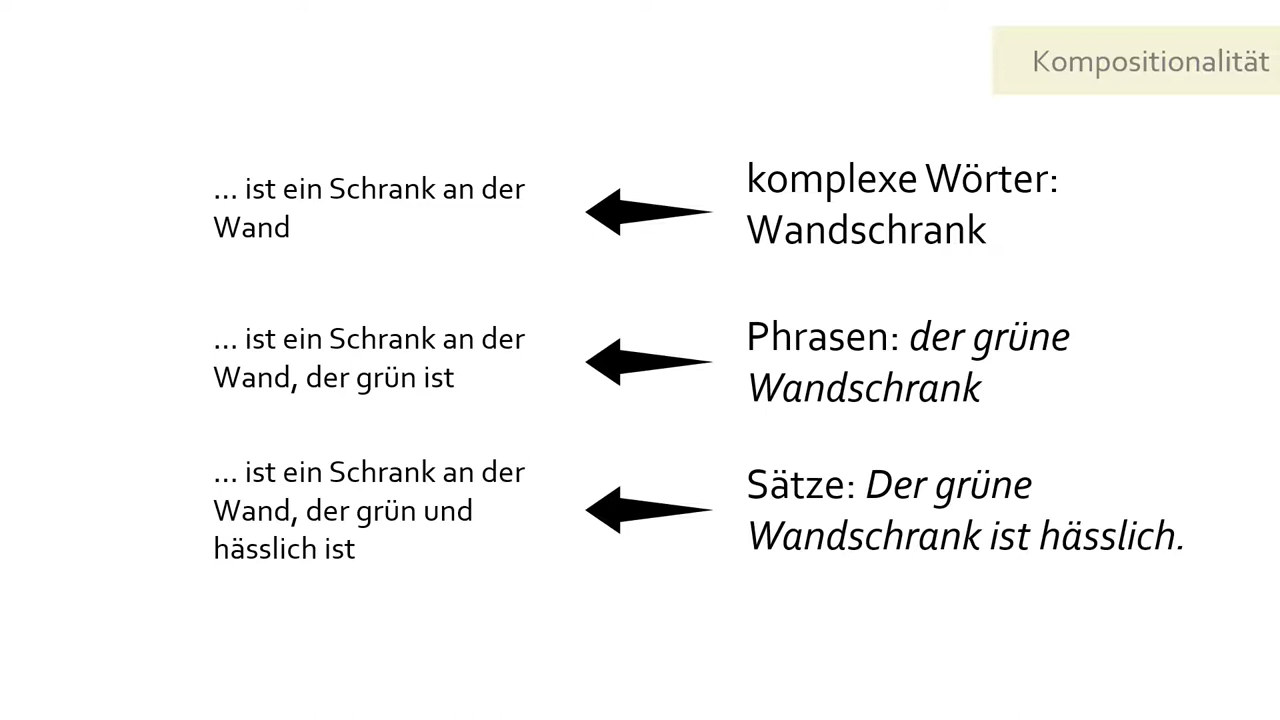 Kompositionalität
... ist ein Schrank an der
Wand
komplexe Wörter:
Wandschrank
... ist ein Schrank an der
Wand, der grün ist
Phrasen: der grüne
Wandschrank
... ist ein Schrank an der
Wand, der grün und
hässlich ist
Sätze: Der grüne
Wandschrank ist hässlich.